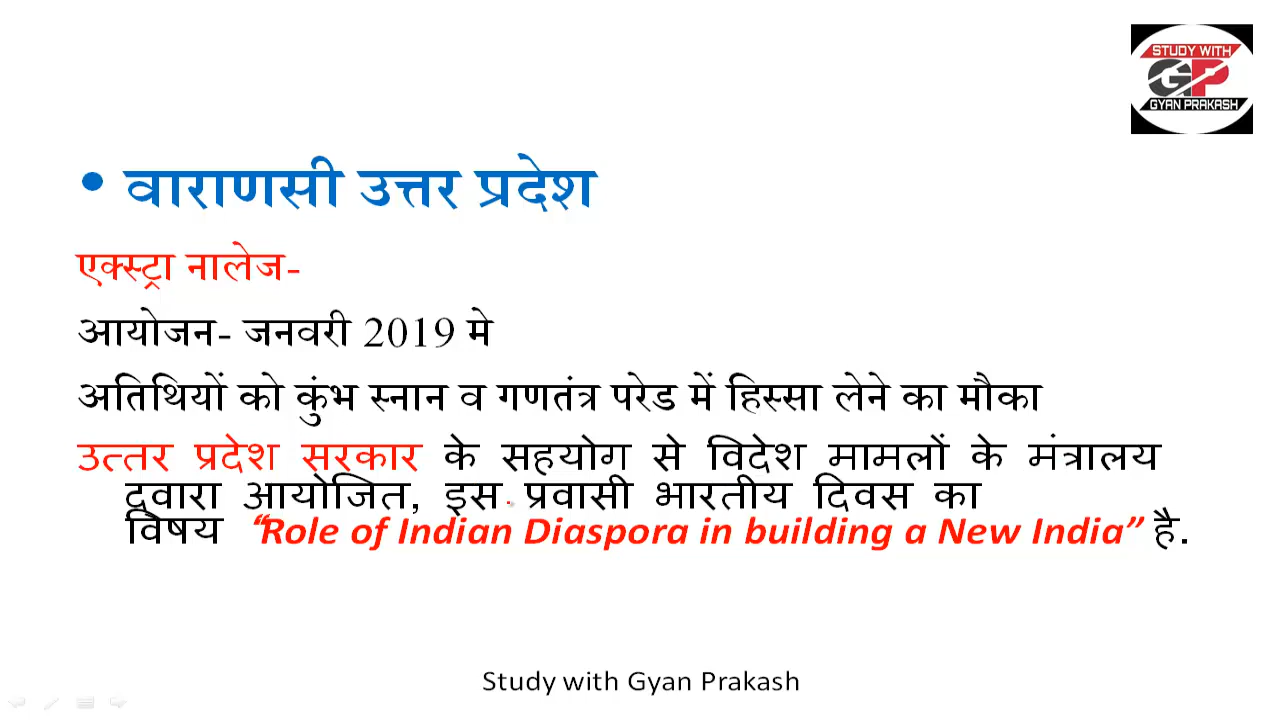 STUDY WITH
GP
GYAN PRAKASH
• वाराणसी उत्तर प्रदेश
एक्स्ट्रा नालेज-
आयोजन- जनवरी 2019 मे
अतिथियों को कुंभ स्नान व गणतंत्र परेड में हिस्सा लेने का मौका
उत्तर प्रदेश सरकार के सहयोग से विदेश मामलों के मंत्रालय
द्वारा आयोजित, इस प्रवासी भारतीय दिवस का
विषय “Role of Indian Diaspora in building a New India” है.
Study with Gyan Prakash